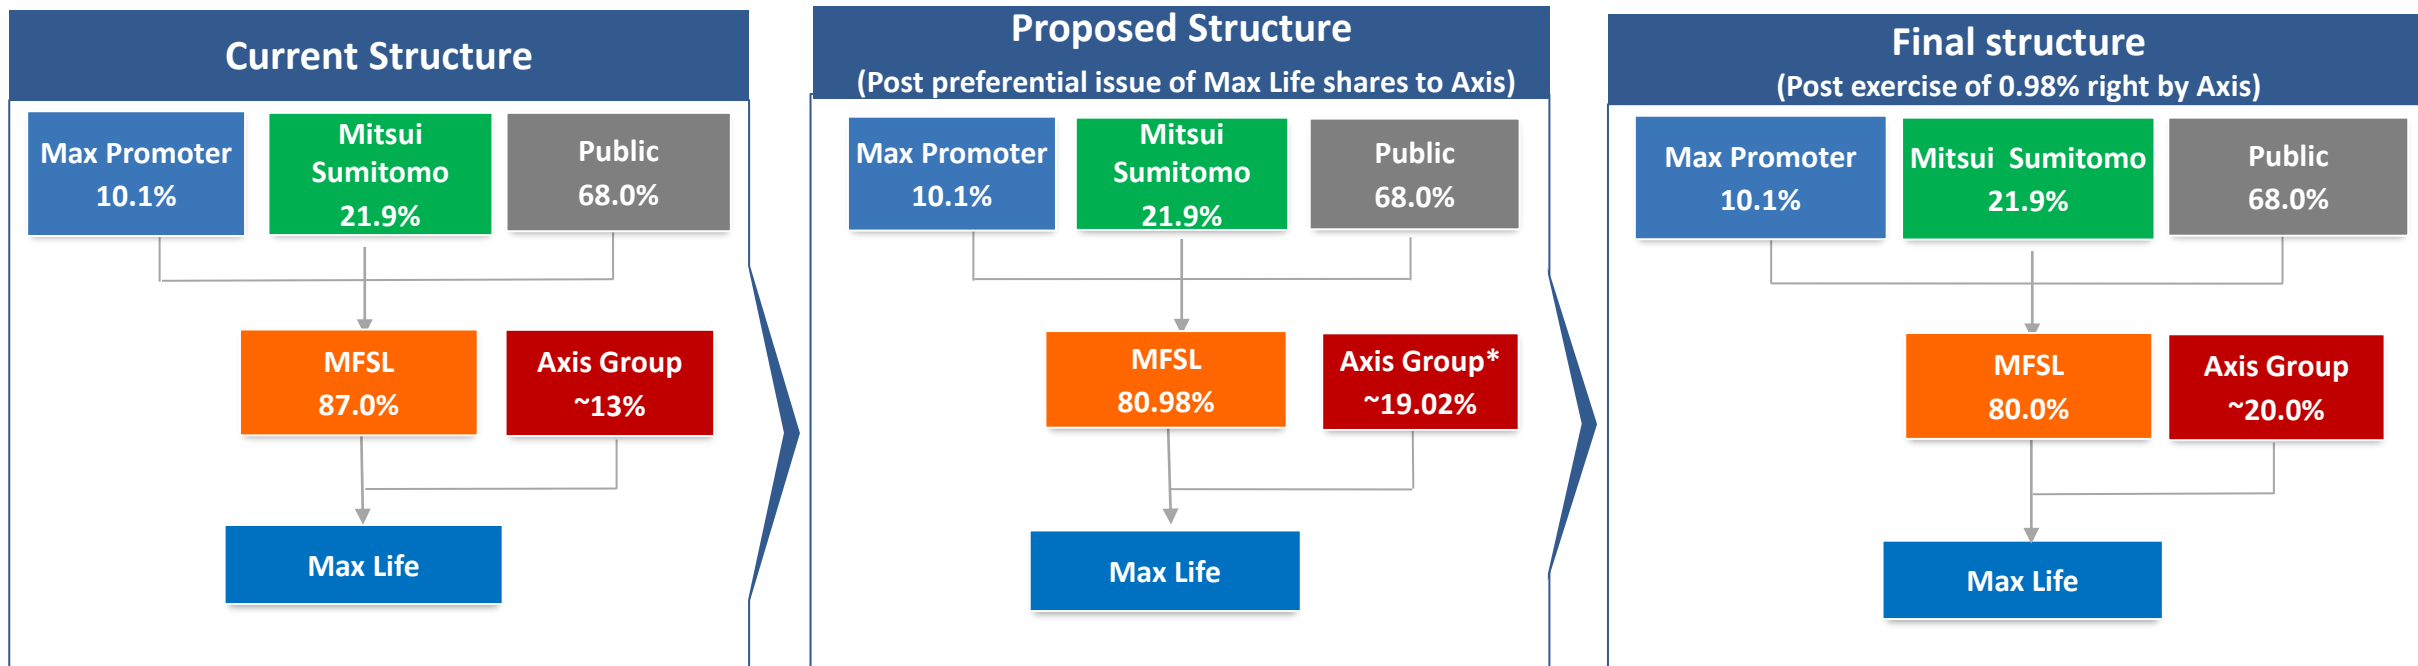 Current Structure
Max Promoter
10.1%
Mitsui
Sumitomo
21.9%
Public
68.0%
MFSL
87.0%
Axis Group
~13%
Max Life
Proposed Structure
(Post preferential issue of Max Life shares to Axis)
Max Promoter
10.1%
Mitsui
Sumitomo
21.9%
Public
68.0%
MFSL
80.98%
Axis Group*
~19.02%
Max Life
Final structure
(Post exercise of 0.98% right by Axis)
Max Promoter
10.1%
Mitsui  Sumitomo
21.9%
Public
68.0%
MFSL
80.0%
Axis Group
~20.0%
Max Life